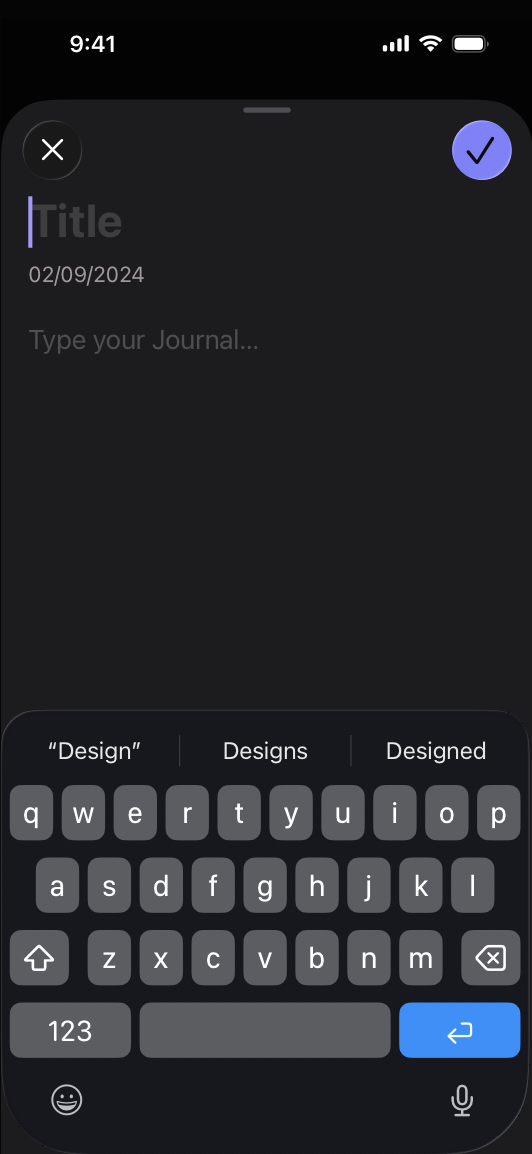 9:41
Title
02/09/2024
Type your Journal...
“Design” Designs Designed
q w e r t y u i o p
a s d f g h j k l
z x c v b n m
123